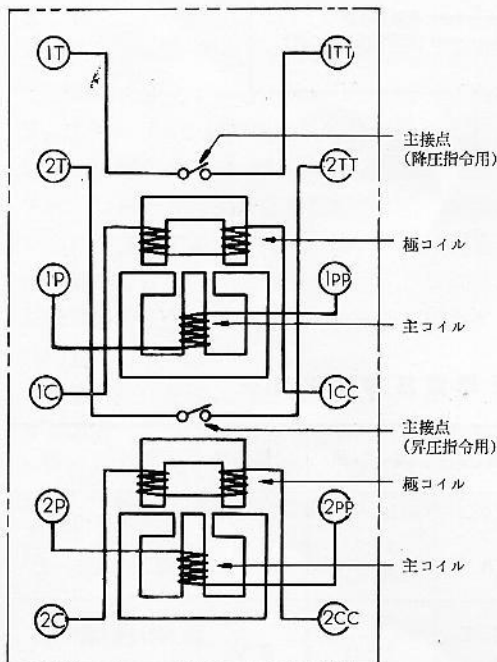 1T 1TT
主接点
(降圧指令用)
2T 2TT
極コイル
1P 1PP
主コイル
1C 1CC
主接点
(昇圧指令用)
極コイル
2P 2PP
主コイル
2C 2CC